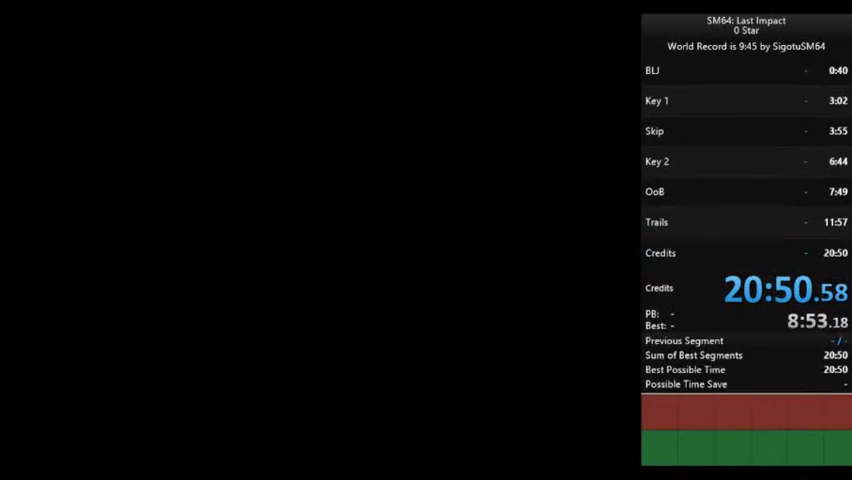 SM64: Last Impact
0 Star
World Record is 9:45 by SigotuSM64
BLJ - 0:40
Key 1 - 3:02
Skip - 3:55
Key 2 - 6:44
OoB - 7:49
Trails - 11:57
Credits - 20:50
Credits 20:50.58
PB: - 8:53.18
Best: -
Previous Segment - / -
Sum of Best Segments 20:50
Best Possible Time 20:50
Possible Time Save -